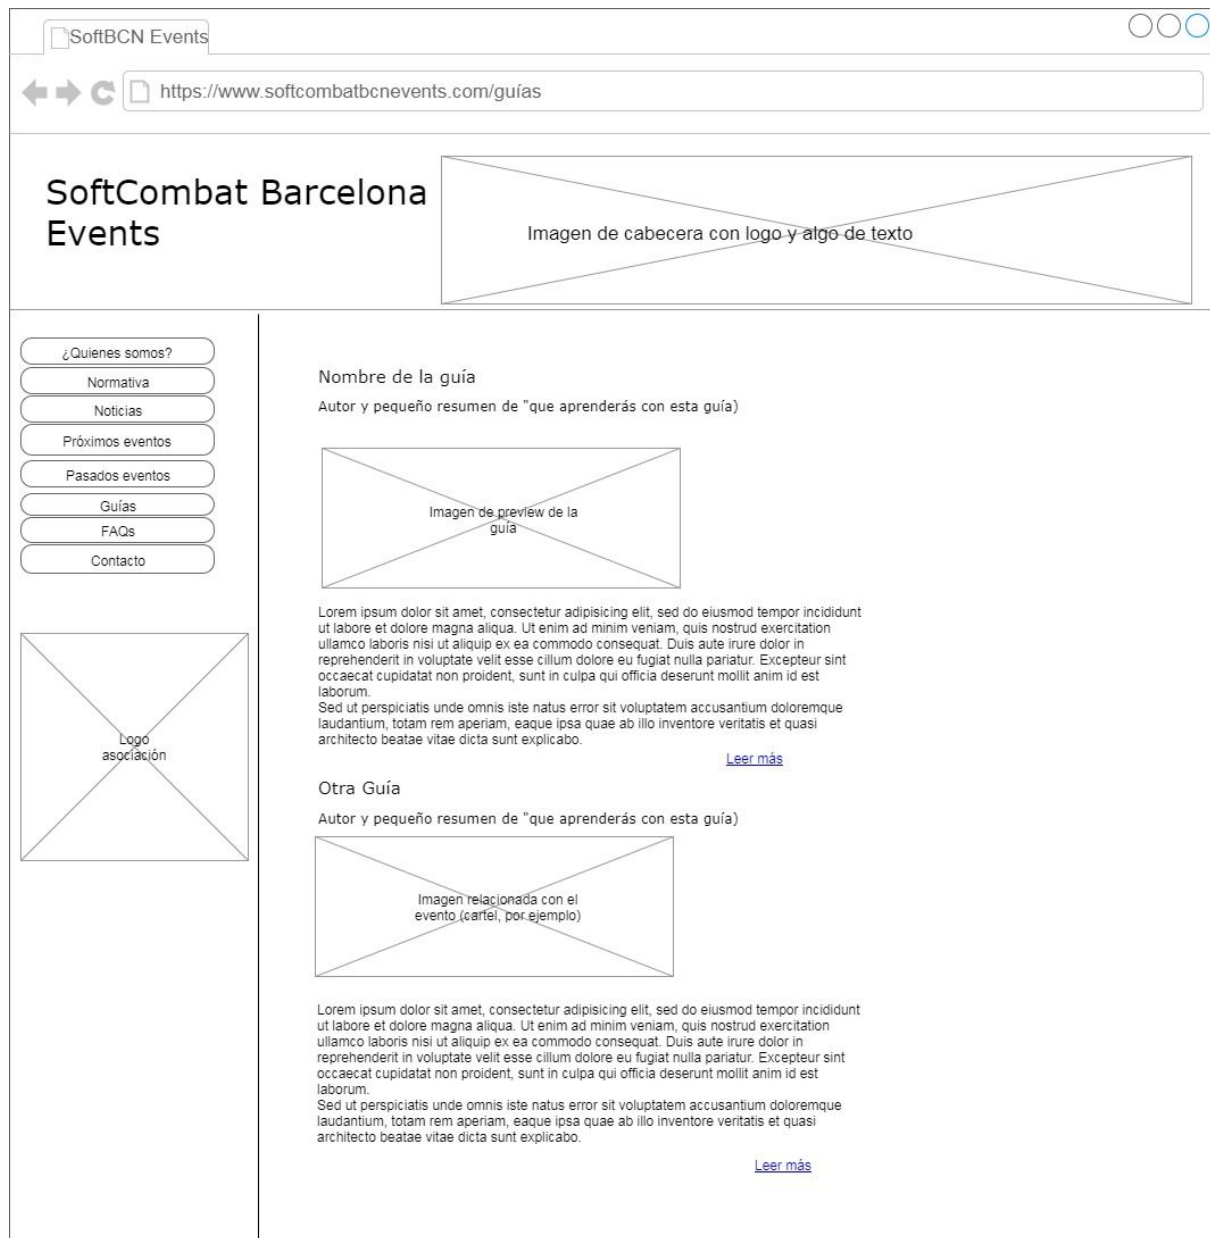 SoftBCN Events
https://www.softcombatbcnevents.com/guías
SoftCombat Barcelona
Events
Imagen de cabecera con logo y algo de texto
¿Quienes somos?
Normativa
Noticias
Próximos eventos
Pasados eventos
Guías
FAQs
Contacto
Logo
asociación
Nombre de la guía
Autor y pequeño resumen de "que aprenderás con esta guía)
Imagen de preview de la
guía
Lorem ipsum dolor sit amet, consectetur adipisicing elit, sed do eiusmod tempor incididunt
ut labore et dolore magna aliqua. Ut enim ad minim veniam, quis nostrud exercitation
ullamco laboris nisi ut aliquip ex ea commodo consequat. Duis aute irure dolor in
reprehenderit in voluptate velit esse cillum dolore eu fugiat nulla pariatur. Excepteur sint
occaecat cupidatat non proident, sunt in culpa qui officia deserunt mollit anim id est
laborum.
Sed ut perspiciatis unde omnis iste natus error sit voluptatem accusantium doloremque
laudantium, totam rem aperiam, eaque ipsa quae ab illo inventore veritatis et quasi
architecto beatae vitae dicta sunt explicabo.
Leer más
Otra Guía
Autor y pequeño resumen de "que aprenderás con esta guía)
Imagen relacionada con el
evento (cartel, por ejemplo)
Lorem ipsum dolor sit amet, consectetur adipisicing elit, sed do eiusmod tempor incididunt
ut labore et dolore magna aliqua. Ut enim ad minim veniam, quis nostrud exercitation
ullamco laboris nisi ut aliquip ex ea commodo consequat. Duis aute irure dolor in
reprehenderit in voluptate velit esse cillum dolore eu fugiat nulla pariatur. Excepteur sint
occaecat cupidatat non proident, sunt in culpa qui officia deserunt mollit anim id est
laborum.
Sed ut perspiciatis unde omnis iste natus error sit voluptatem accusantium doloremque
laudantium, totam rem aperiam, eaque ipsa quae ab illo inventore veritatis et quasi
architecto beatae vitae dicta sunt explicabo.
Leer más